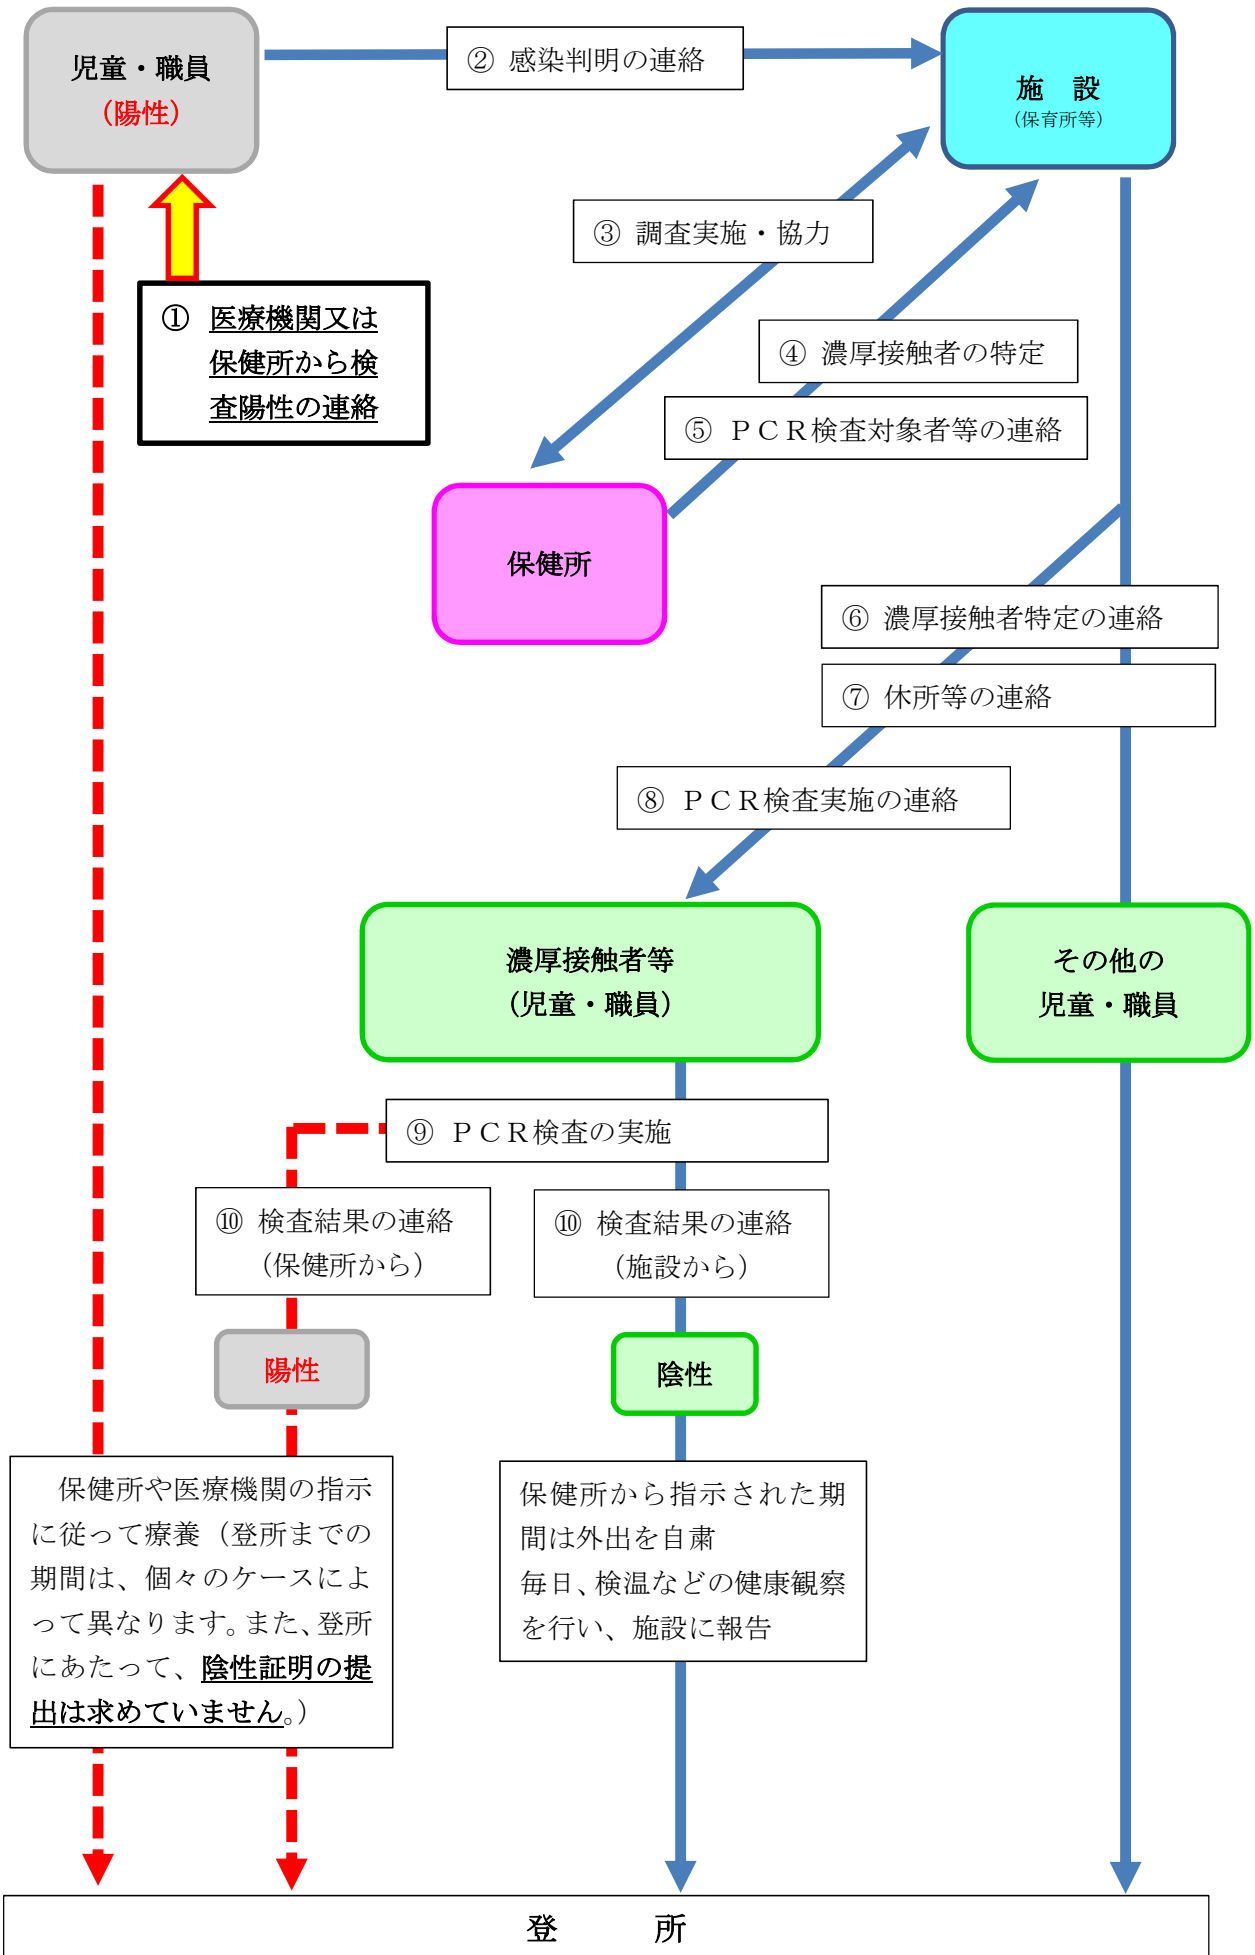 児童・職員
（陽性）
② 感染判明の連絡
施　設
（保育所等）
③ 調査実施・協力
① 医療機関又は
保健所から検
査陽性の連絡
④ 濃厚接触者の特定
⑤ ＰＣＲ検査対象者等の連絡
保健所
⑥ 濃厚接触者特定の連絡
⑦ 休所等の連絡
⑧ ＰＣＲ検査実施の連絡
濃厚接触者等
（児童・職員）
その他の
児童・職員
⑨ ＰＣＲ検査の実施
⑩ 検査結果の連絡
（保健所から）
⑩ 検査結果の連絡
（施設から）
陽性
陰性
保健所や医療機関の指示
に従って療養（登所までの
期間は、個々のケースによ
って異なります。また、登所
にあたって、陰性証明の提
出は求めていません。）
保健所から指示された期
間は外出を自粛
毎日、検温などの健康観察
を行い、施設に報告
登　　　所